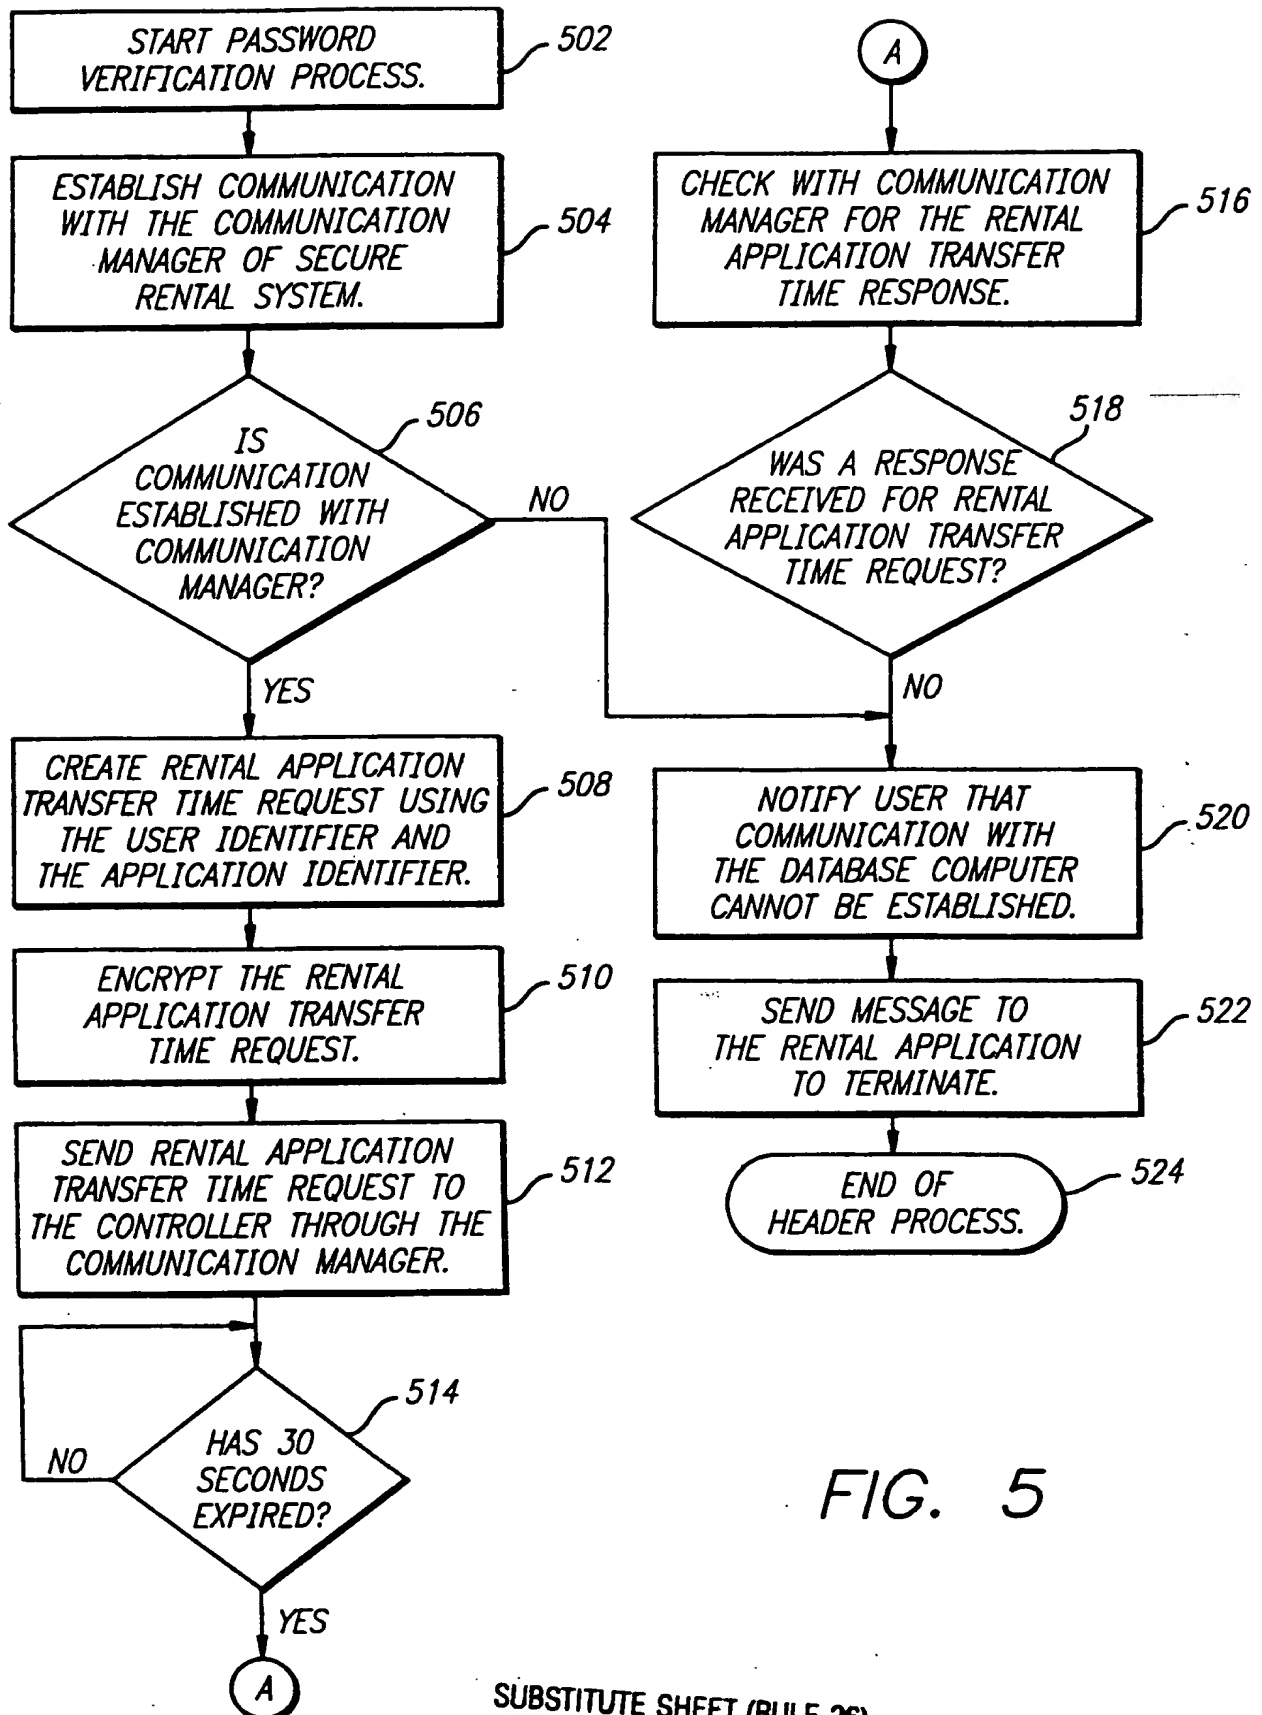 START PASSWORD
VERIFICATION PROCESS.
502
ESTABLISH COMMUNICATION
WITH THE COMMUNICATION
MANAGER OF SECURE
RENTAL SYSTEM.
504
IS
COMMUNICATION
ESTABLISHED WITH
COMMUNICATION
MANAGER?
506
NO
YES
CREATE RENTAL APPLICATION
TRANSFER TIME REQUEST USING
THE USER IDENTIFIER AND
THE APPLICATION IDENTIFIER.
508
ENCRYPT THE RENTAL
APPLICATION TRANSFER
TIME REQUEST.
510
SEND RENTAL APPLICATION
TRANSFER TIME REQUEST TO
THE CONTROLLER THROUGH THE
COMMUNICATION MANAGER.
512
HAS 30
SECONDS
EXPIRED?
514
NO
YES
A
A
CHECK WITH COMMUNICATION
MANAGER FOR THE RENTAL
APPLICATION TRANSFER
TIME RESPONSE.
516
WAS A RESPONSE
RECEIVED FOR RENTAL
APPLICATION TRANSFER
TIME REQUEST?
518
NO
NOTIFY USER THAT
COMMUNICATION WITH
THE DATABASE COMPUTER
CANNOT BE ESTABLISHED.
520
SEND MESSAGE TO
THE RENTAL APPLICATION
TO TERMINATE.
522
END OF
HEADER PROCESS.
524
FIG. 5
SUBSTITUTE SHEET (RULE 26)